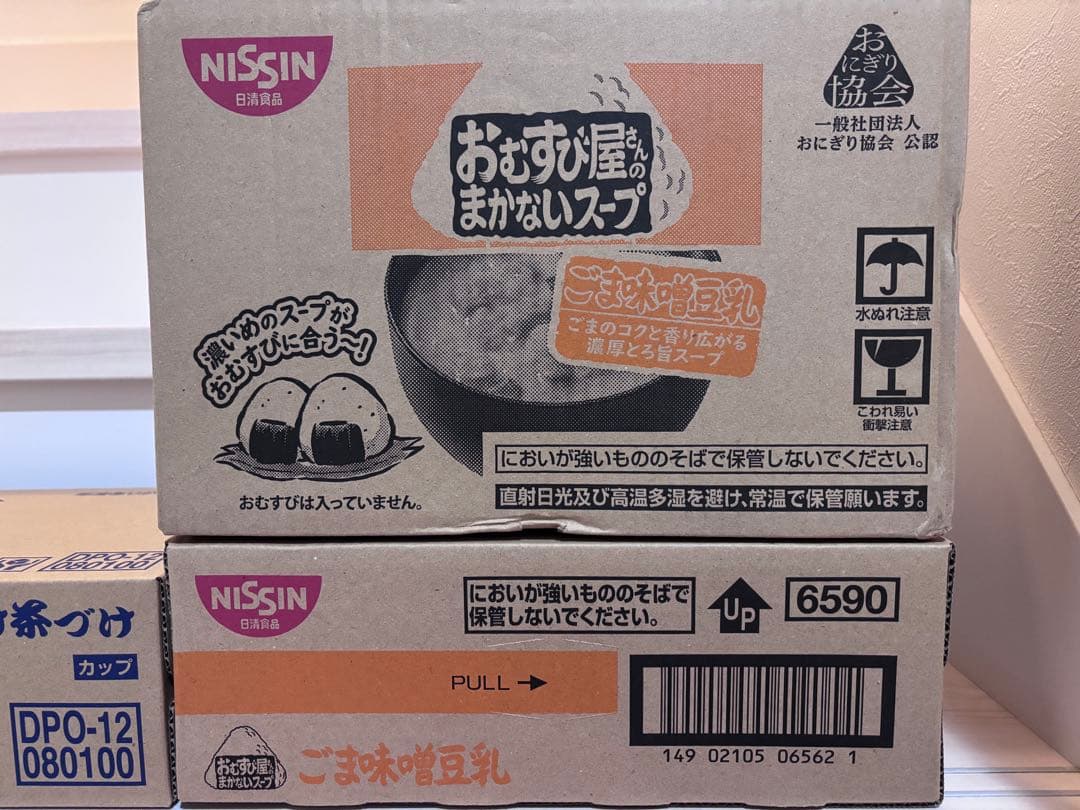 NISSIN
日清食品
おむすび屋さんの
まかないスープ
お
にぎり
協会
一般社団法人
おにぎり協会 公認
ごま味噌豆乳
ごまのコクと香り広がる
濃厚とろ旨スープ
水ぬれ注意
こわれ易い
衝撃注意
濃いめのスープが
おむすびに合う〜!
おむすびは入っていません。
においが強いもののそばで保管しないでください。
直射日光及び高温多湿を避け、常温で保管願います。
NISSIN
日清食品
においが強いもののそばで
保管しないでください。
UP
6590
PULL →
149 02105 06562 1
おむすび屋さんの
まかないスープ
ごま味噌豆乳
DPO-12
080100
茶づけ
カップ
DPO-12
080100